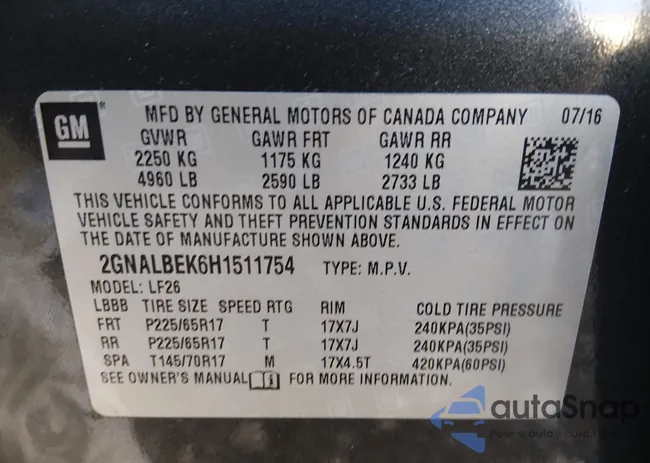 GM
MFD BY GENERAL MOTORS OF CANADA COMPANY 07/16
GVWR GAWR FRT GAWR RR
2250 KG 1175 KG 1240 KG
4960 LB 2590 LB 2733 LB
THIS VEHICLE CONFORMS TO ALL APPLICABLE U.S. FEDERAL MOTOR
VEHICLE SAFETY AND THEFT PREVENTION STANDARDS IN EFFECT ON
THE DATE OF MANUFACTURE SHOWN ABOVE.
2GNALBEK6H1511754 TYPE: M.P.V.
MODEL: LF26
LBBB TIRE SIZE SPEED RTG RIM COLD TIRE PRESSURE
FRT P225/65R17 T 17X7J 240KPA(35PSI)
RR P225/65R17 T 17X7J 240KPA(35PSI)
SPA T145/70R17 M 17X4.5T 420KPA(60PSI)
SEE OWNER'S MANUAL i FOR MORE INFORMATION.
autaSnap
Pewne auto z aukcji